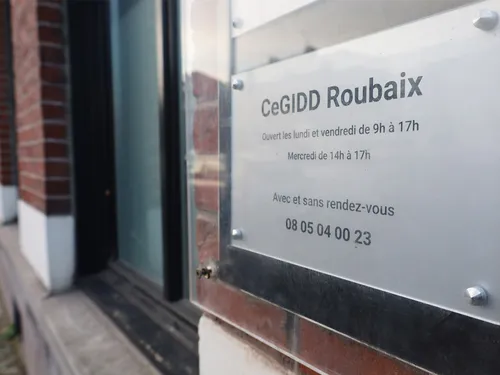 CeGIDD Roubaix
Ouvert les lundi et vendredi de 9h à 17h
Mercredi de 14h à 17h
Avec et sans rendez-vous
08 05 04 00 23